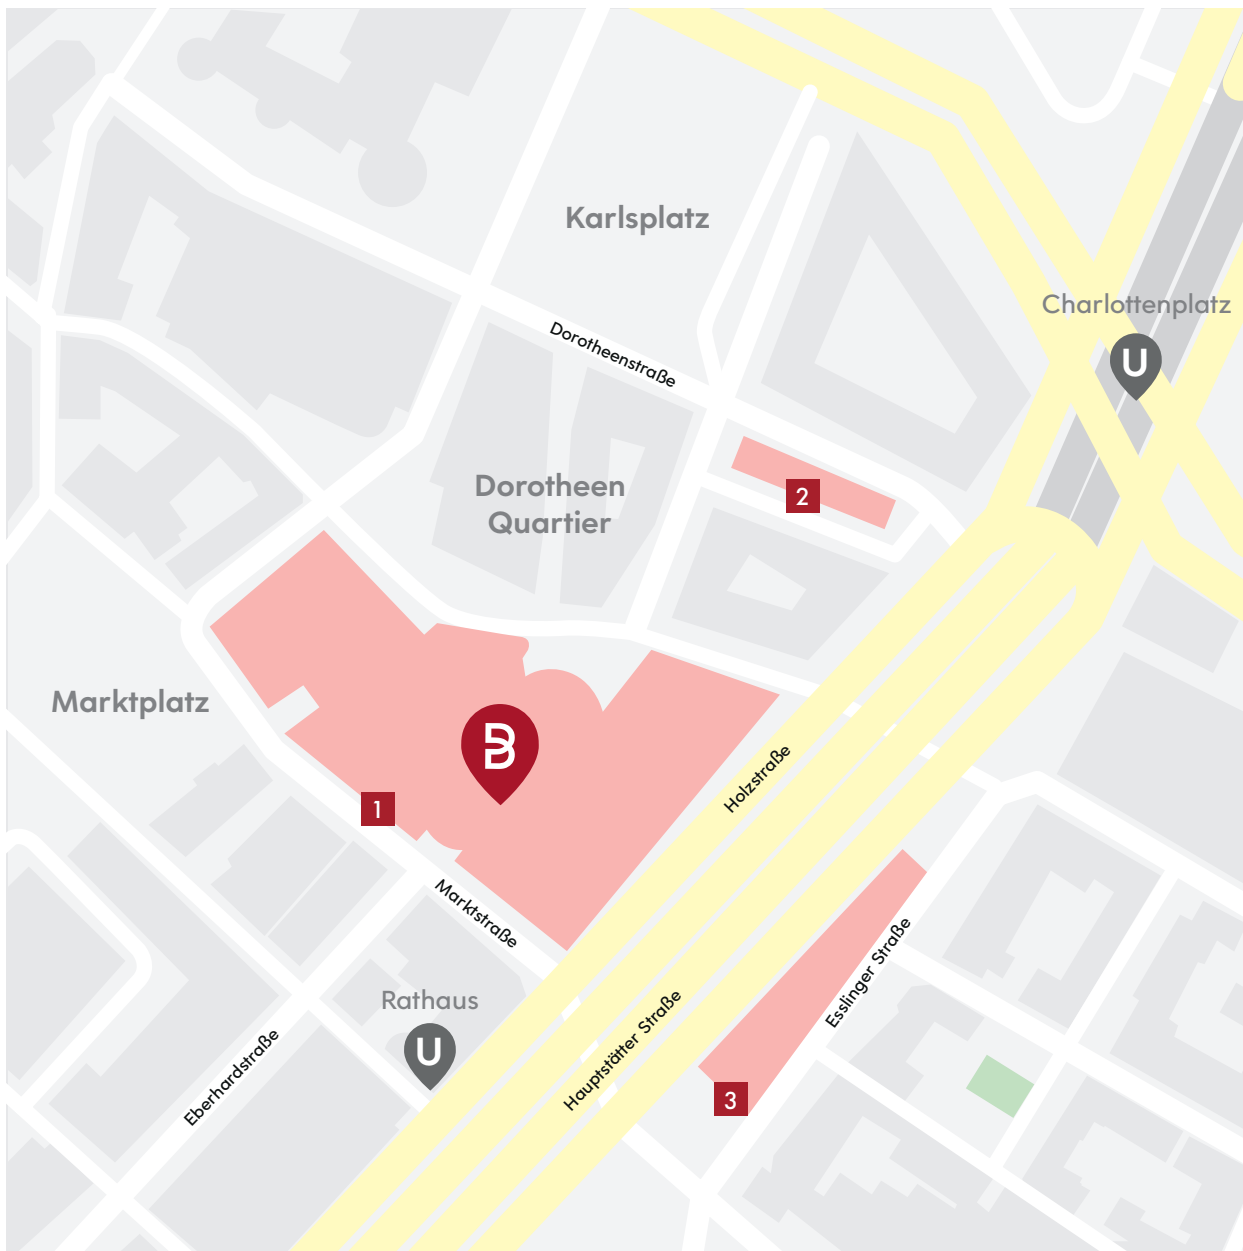 Karlsplatz
Charlottenplatz
U
Dorotheenstraße
Dorotheen
Quartier
2
Marktplatz
B
Holzstraße
1
Marktstraße
Esslinger Straße
Rathaus
U
Hauptstätter Straße
Eberhardstraße
3